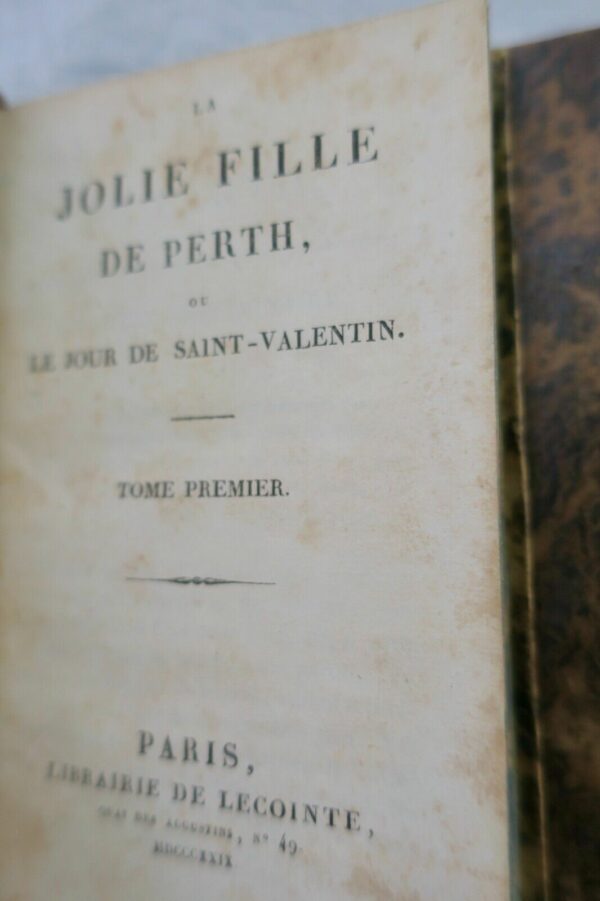 LA
JOLIE FILLE
DE PERTH,
OU
LE JOUR DE SAINT-VALENTIN.
TOME PREMIER.
PARIS,
LIBRAIRIE DE LECOINTE,
QUAI DES AUGUSTINS, Nº 49
MDCCCXXIX